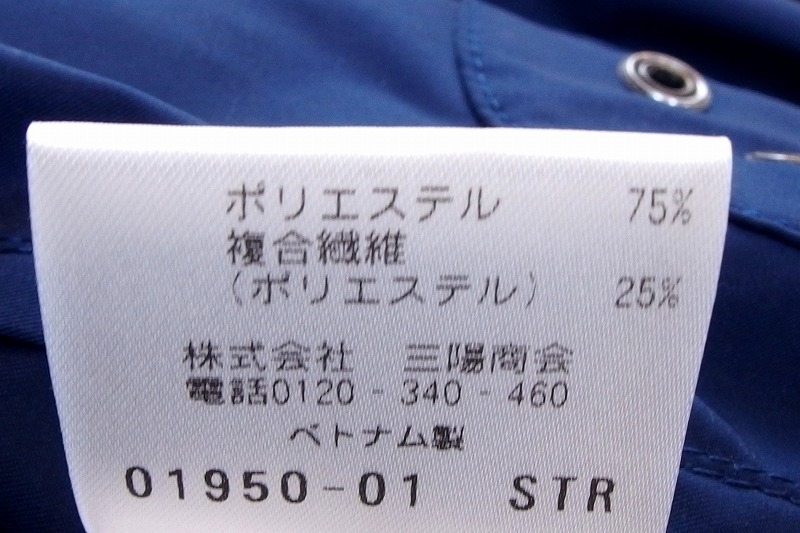 ポリエステル 75%
複合繊維
(ポリエステル) 25%
株式会社 三陽商会
電話0120-340-460
ベトナム製
01950-01 STR